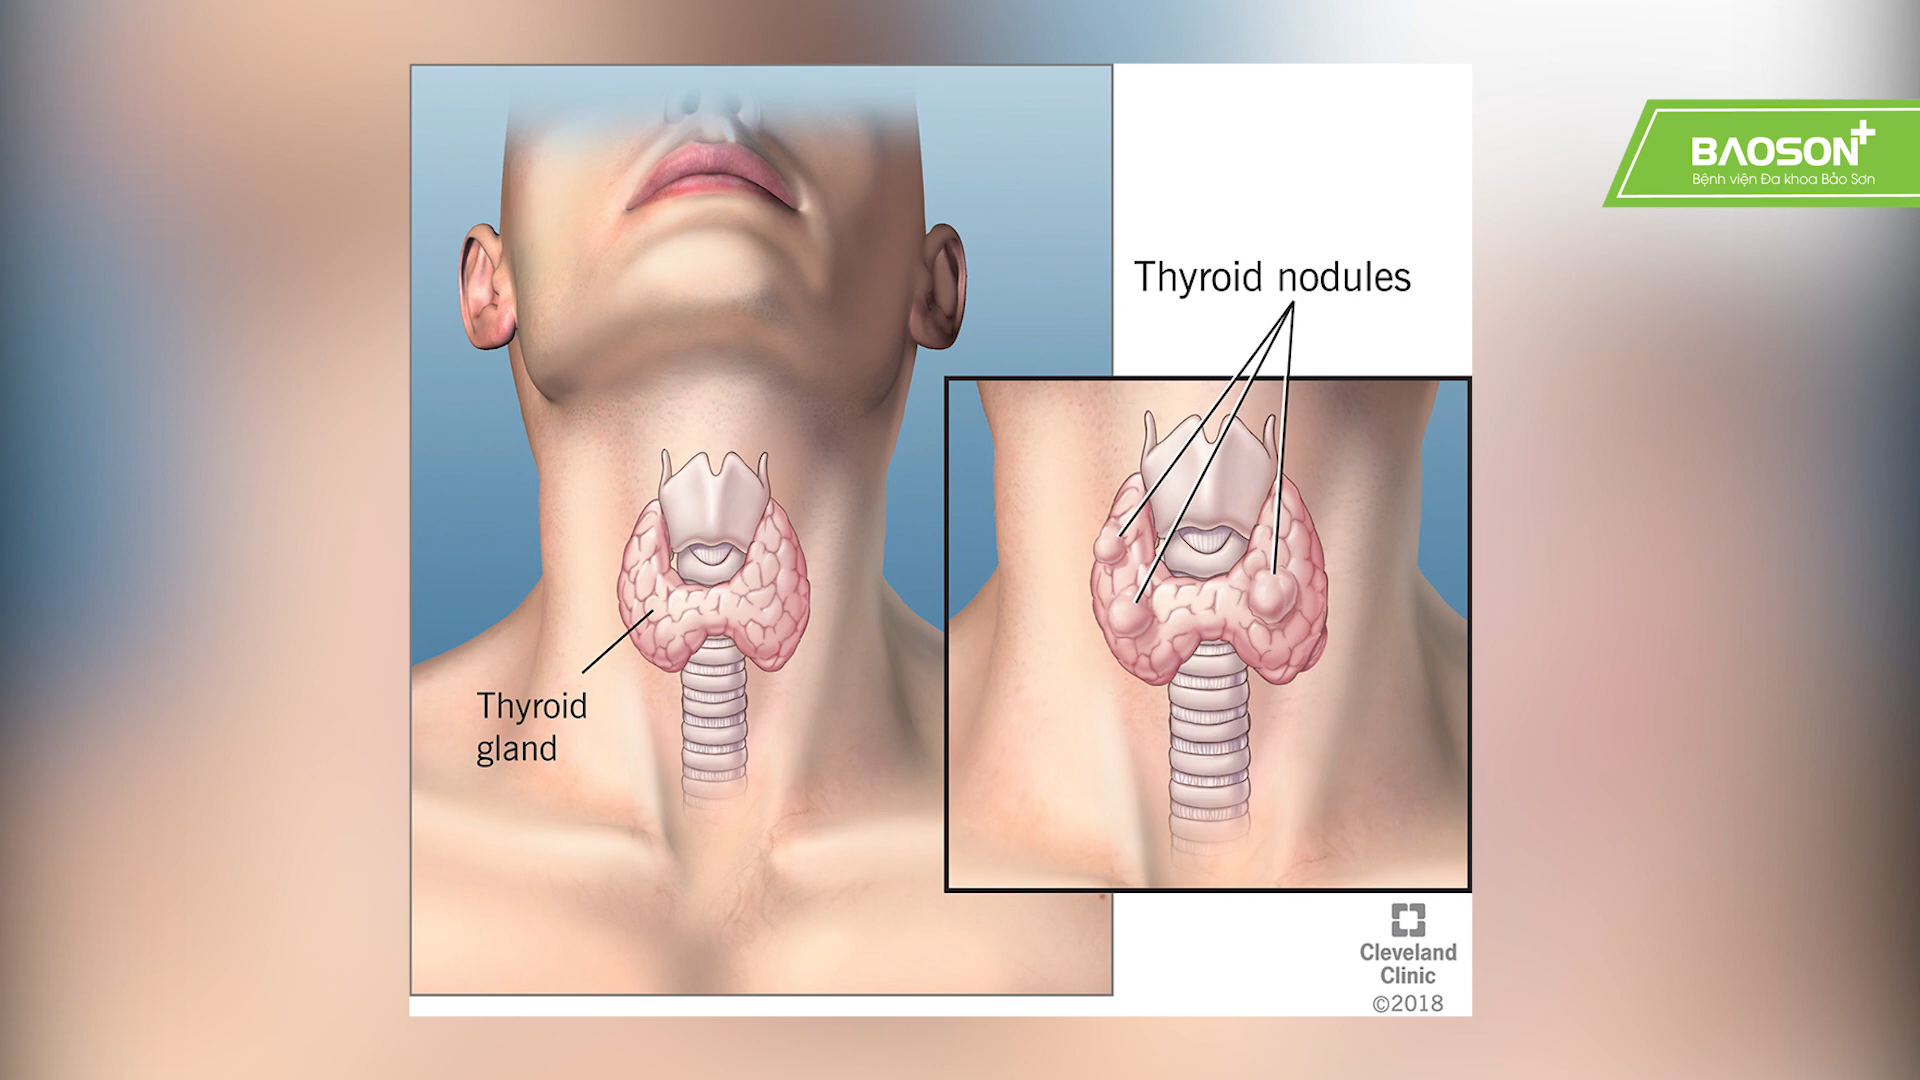 BAOSON
Bệnh viện Đa khoa Bảo Sơn
Thyroid nodules
Thyroid
gland
Cleveland
Clinic
©2018